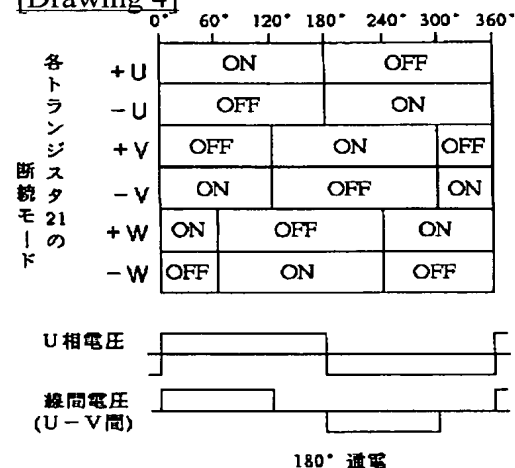 [Drawing 4]
0° 60° 120° 180° 240° 300° 360°
各トランジスタ21の
断続モード
+U ON OFF
−U OFF ON
+V OFF ON OFF
−V ON OFF ON
+W ON OFF ON
−W OFF ON OFF
U相電圧
線間電圧
(U−V間)
180° 通電